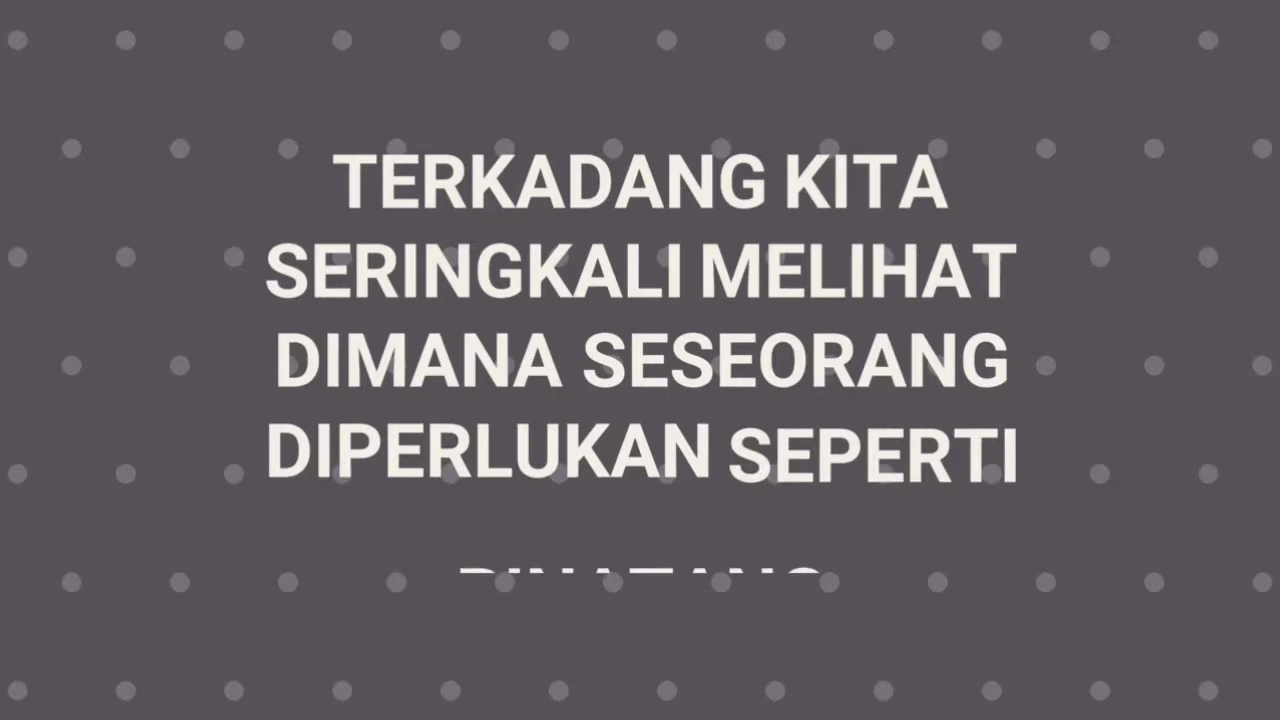 TERKADANG KITA
SERINGKALI MELIHAT
DIMANA SESEORANG
DIPERLUKAN SEPERTI